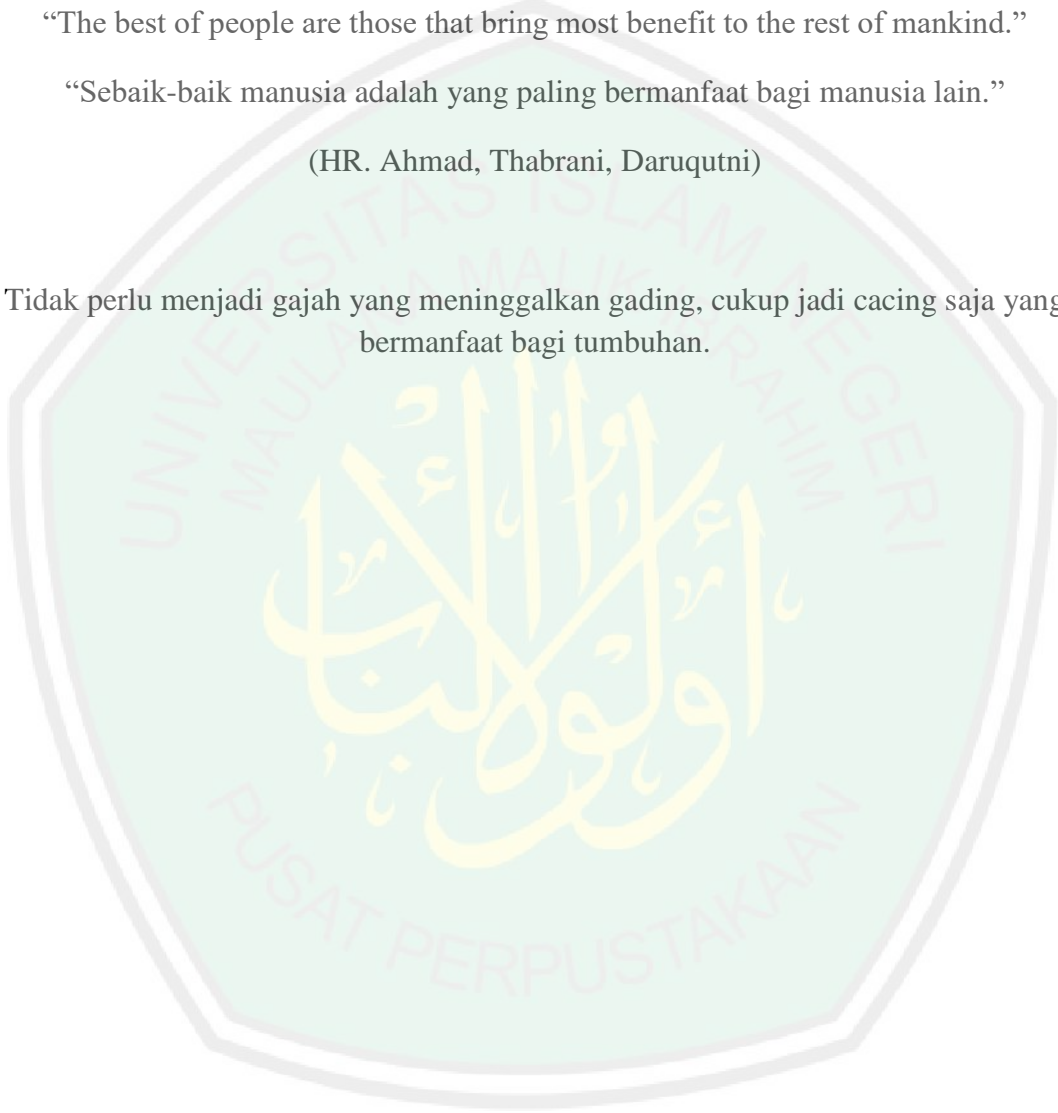 “The best of people are those that bring most benefit to the rest of mankind.”
“Sebaik-baik manusia adalah yang paling bermanfaat bagi manusia lain.”
(HR. Ahmad, Thabrani, Daruqutni)
Tidak perlu menjadi gajah yang meninggalkan gading, cukup jadi cacing saja yang
bermanfaat bagi tumbuhan.
UNIVERSITAS ISLAM NEGERI
MAULANA MALIK IBRAHIM
أولوا الألباب
PUSAT PERPUSTAKAAN